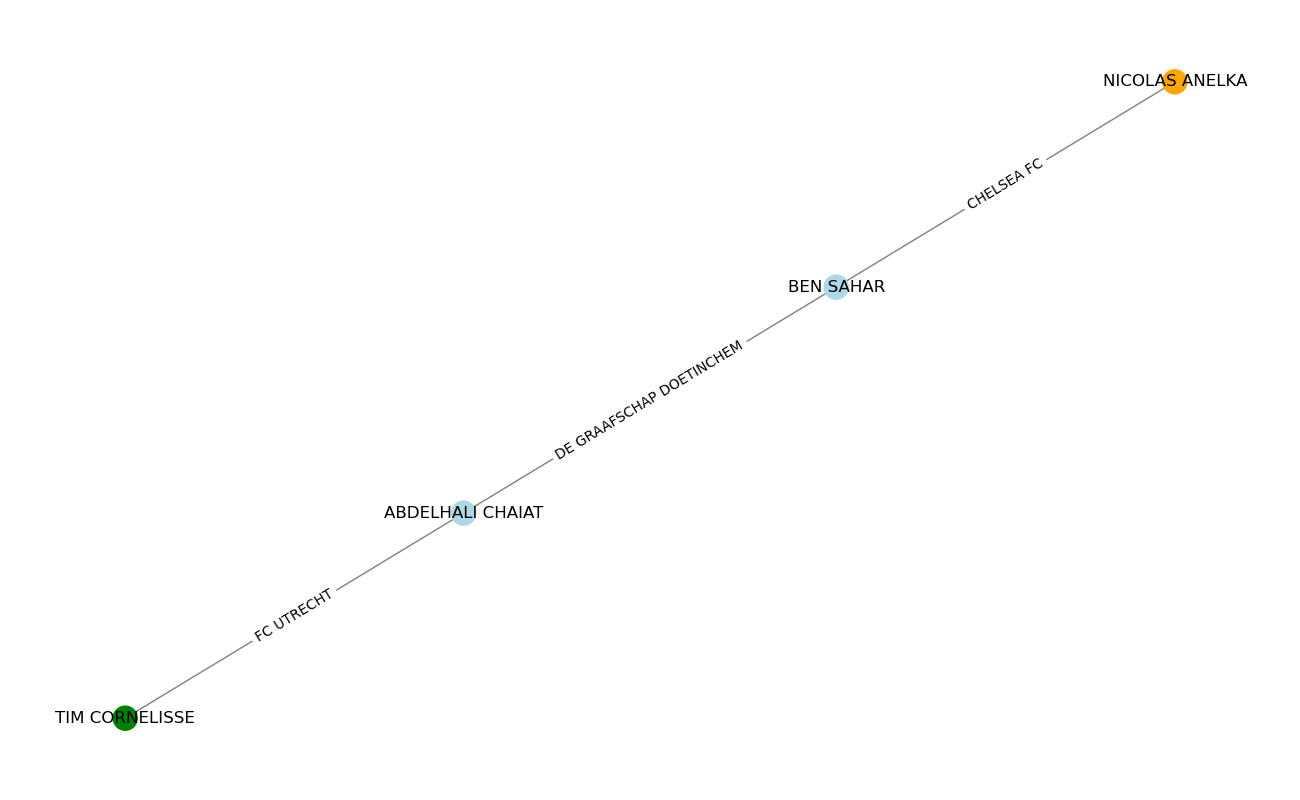 NICOLAS ANELKA
CHELSEA FC
BEN SAHAR
DE GRAAFSCHAP DOETINCHEM
ABDELHALI CHAIAT
FC UTRECHT
TIM CORNELISSE